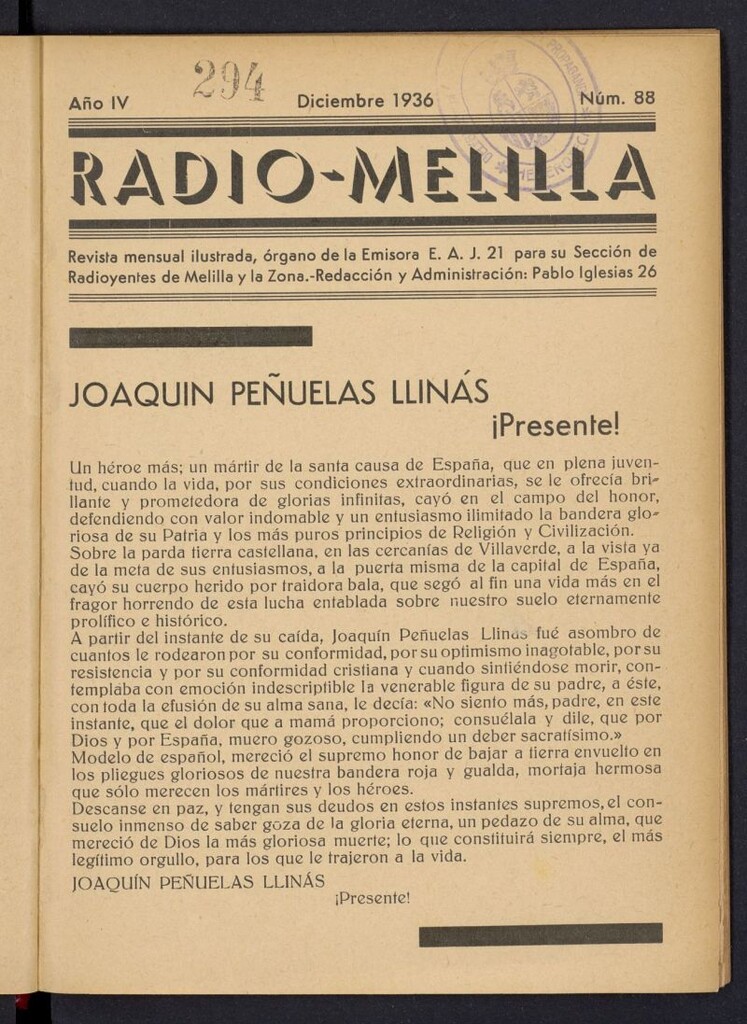 294
Año IV Diciembre 1936 Núm. 88
RADIO-MELILLA
Revista mensual ilustrada, órgano de la Emisora E. A. J. 21 para su Sección de
Radioyentes de Melilla y la Zona.-Redacción y Administración: Pablo Iglesias 26
JOAQUIN PEÑUELAS LLINÁS
¡Presente!
Un héroe más; un mártir de la santa causa de España, que en plena juven-
tud, cuando la vida, por sus condiciones extraordinarias, se le ofrecía bri-
llante y prometedora de glorias infinitas, cayó en el campo del honor,
defendiendo con valor indomable y un entusiasmo ilimitado la bandera glo-
riosa de su Patria y los más puros principios de Religión y Civilización.
Sobre la parda tierra castellana, en las cercanías de Villaverde, a la vista ya
de la meta de sus entusiasmos, a la puerta misma de la capital de España,
cayó su cuerpo herido por traidora bala, que segó al fin una vida más en el
fragor horrendo de esta lucha entablada sobre nuestro suelo eternamente
prolífico e histórico.
A partir del instante de su caída, Joaquín Peñuelas Llinás fué asombro de
cuantos le rodearon por su conformidad, por su optimismo inagotable, por su
resistencia y por su conformidad cristiana y cuando sintiéndose morir, con-
templaba con emoción indescriptible la venerable figura de su padre, a éste,
con toda la efusión de su alma sana, le decía: «No siento más, padre, en este
instante, que el dolor que a mamá proporciono; consuélala y dile, que por
Dios y por España, muero gozoso, cumpliendo un deber sacratísimo.»
Modelo de español, mereció el supremo honor de bajar a tierra envuelto en
los pliegues gloriosos de nuestra bandera roja y gualda, mortaja hermosa
que sólo merecen los mártires y los héroes.
Descanse en paz, y tengan sus deudos en estos instantes supremos, el con-
suelo inmenso de saber goza de la gloria eterna, un pedazo de su alma, que
mereció de Dios la más gloriosa muerte; lo que constituirá siempre, el más
legítimo orgullo, para los que le trajeron a la vida.
JOAQUÍN PEÑUELAS LLINÁS
¡Presente!